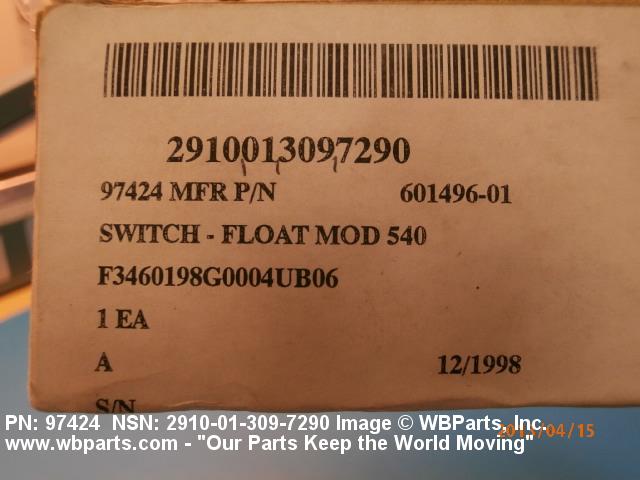 2910013097290
97424 MFR P/N 601496-01
SWITCH - FLOAT MOD 540
F3460198G0004UB06
1 EA
A 12/1998
S/N
PN: 97424 NSN: 2910-01-309-7290 Image © WBParts, Inc.
2013/04/15
www.wbparts.com - "Our Parts Keep the World Moving"